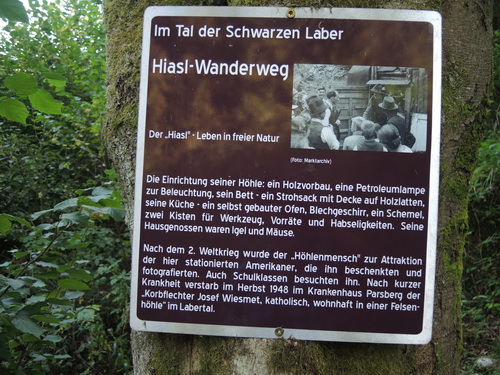 Im Tal der Schwarzen Laber
Hiasl-Wanderweg
Der „Hiasl" - Leben in freier Natur
(Foto: Marktarchiv)
Die Einrichtung seiner Höhle: ein Holzvorbau, eine Petroleumlampe
zur Beleuchtung, sein Bett - ein Strohsack mit Decke auf Holzlatten,
seine Küche - ein selbst gebauter Ofen, Blechgeschirr, ein Schemel,
zwei Kisten für Werkzeug, Vorräte und Habseligkeiten. Seine
Hausgenossen waren Igel und Mäuse.
Nach dem 2. Weltkrieg wurde der „Höhlenmensch" zur Attraktion
der hier stationierten Amerikaner, die ihn beschenkten und
fotografierten. Auch Schulklassen besuchten ihn. Nach kurzer
Krankheit verstarb im Herbst 1948 im Krankenhaus Parsberg der
„Korbflechter Josef Wiesmet, katholisch, wohnhaft in einer Felsen-
höhle" im Labertal.